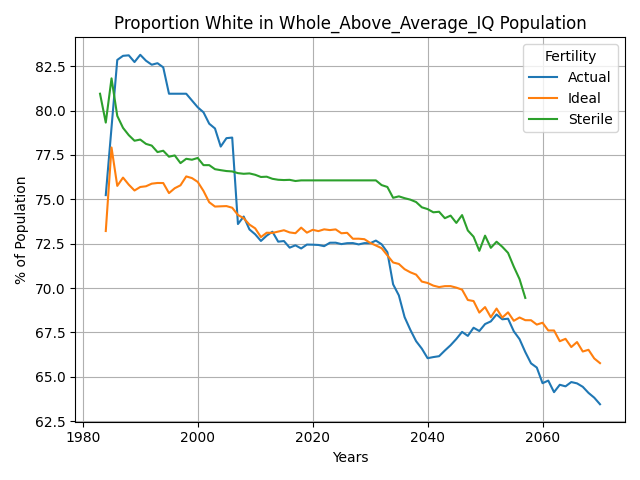 Proportion White in Whole_Above_Average_IQ Population
Fertility
Actual
Ideal
Sterile
% of Population
82.5
80.0
77.5
75.0
72.5
70.0
67.5
65.0
62.5
1980
2000
2020
2040
2060
Years